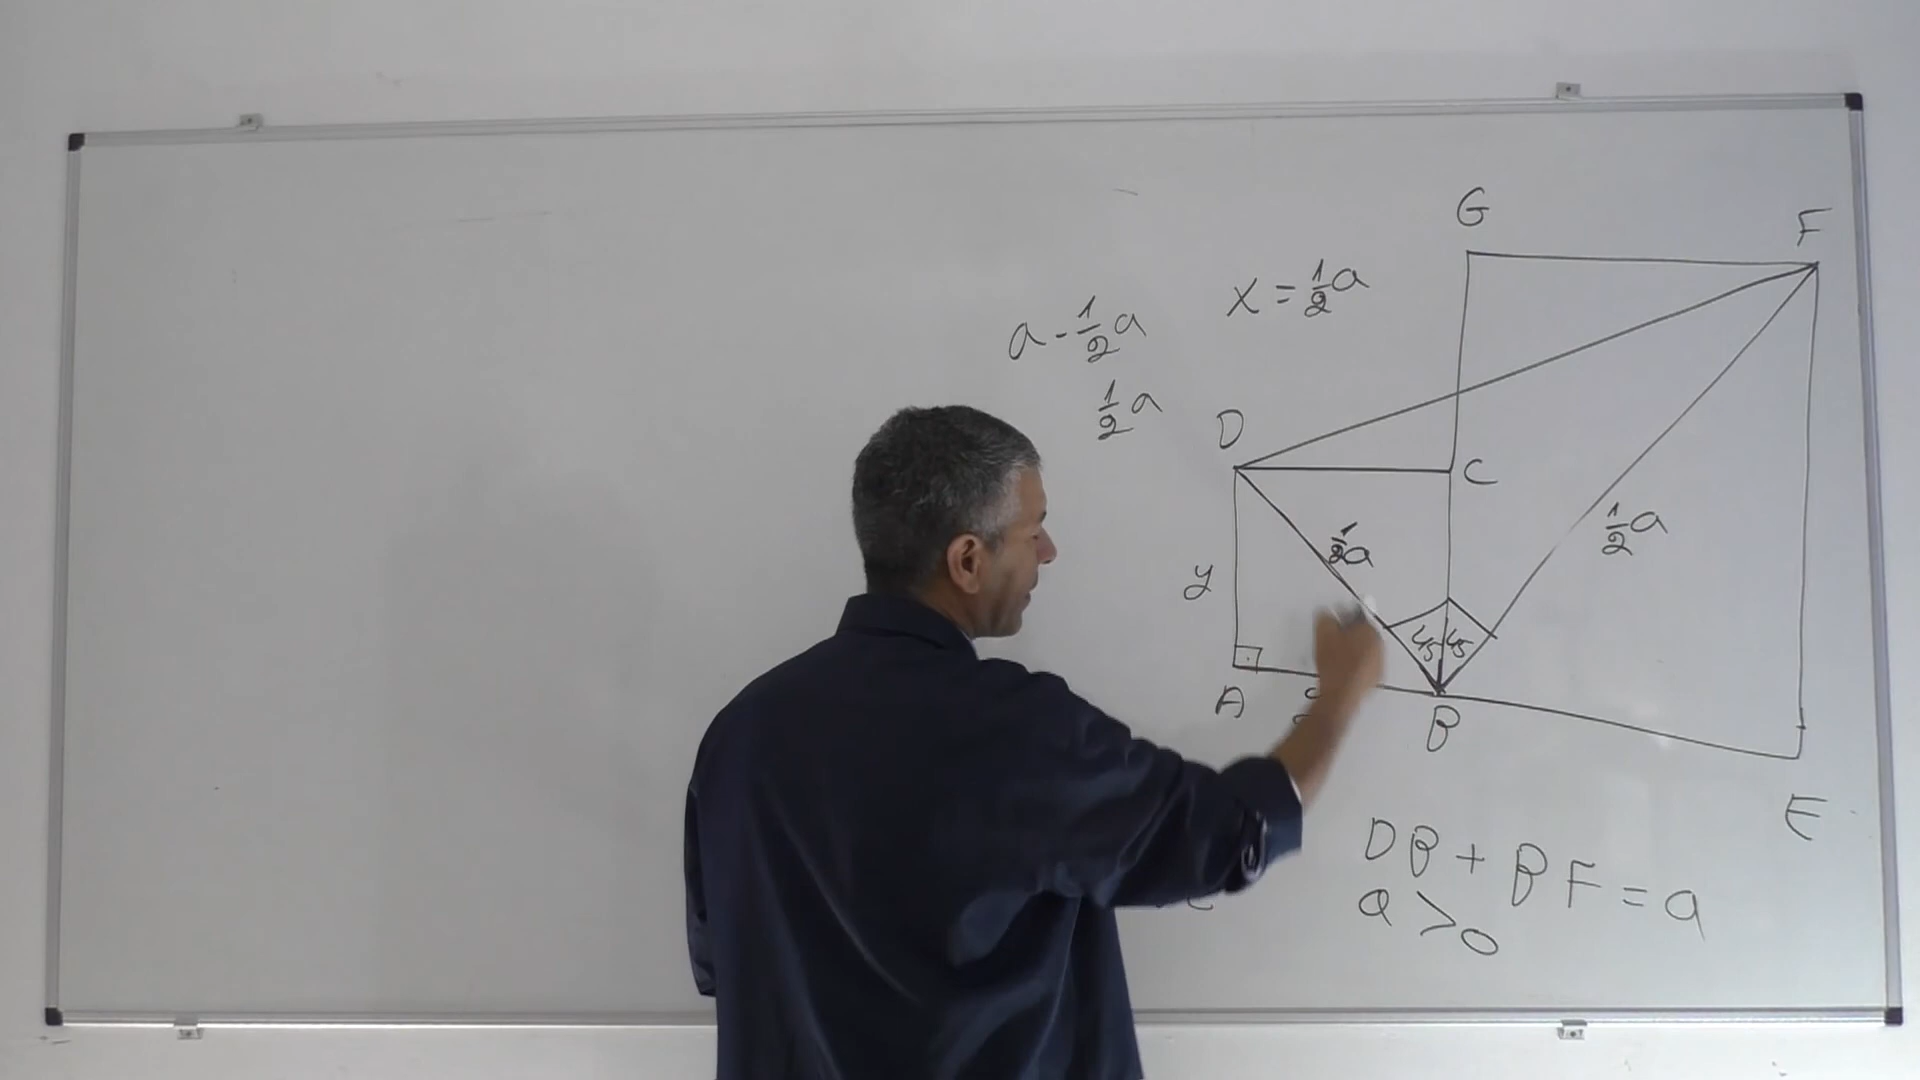 G
F
x = 1/2 a
a - 1/2 a
1/2 a
D
C
1/2 a
1/2 a
y
45 45
A
B
E
DB + BF = a
a > 0